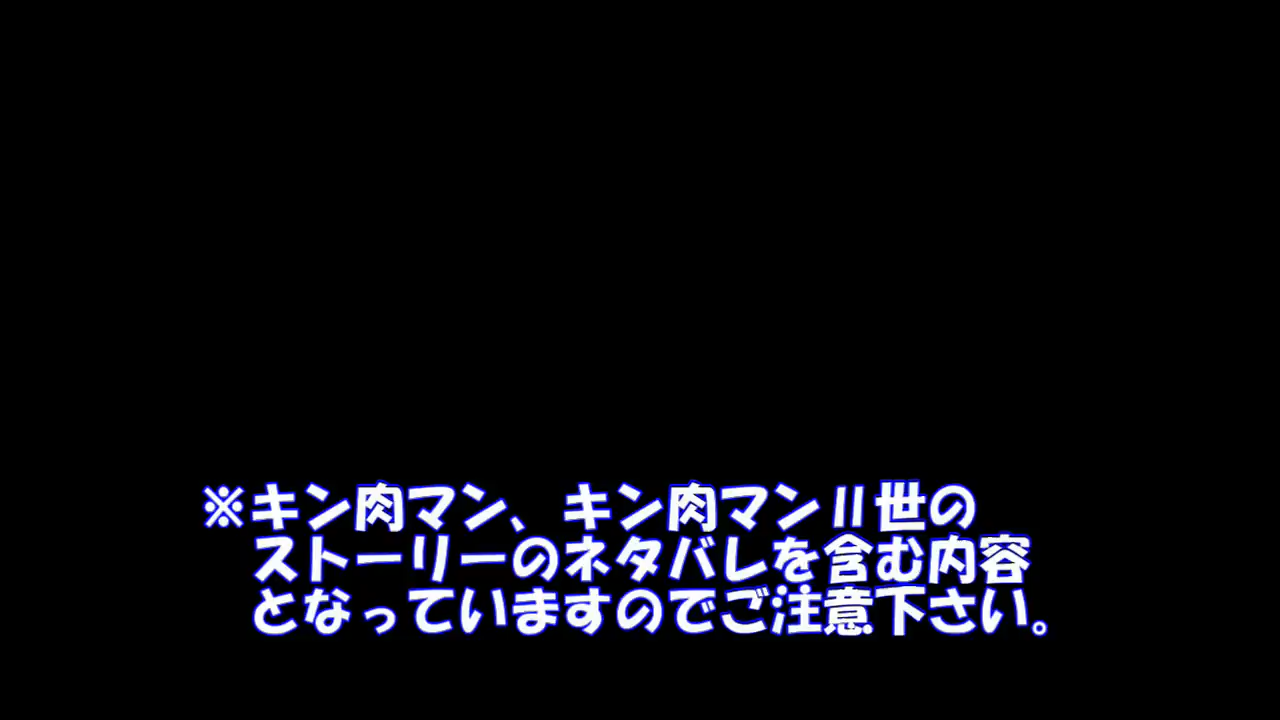 ※キン肉マン、キン肉マンⅡ世の
ストーリーのネタバレを含む内容
となっていますのでご注意下さい。